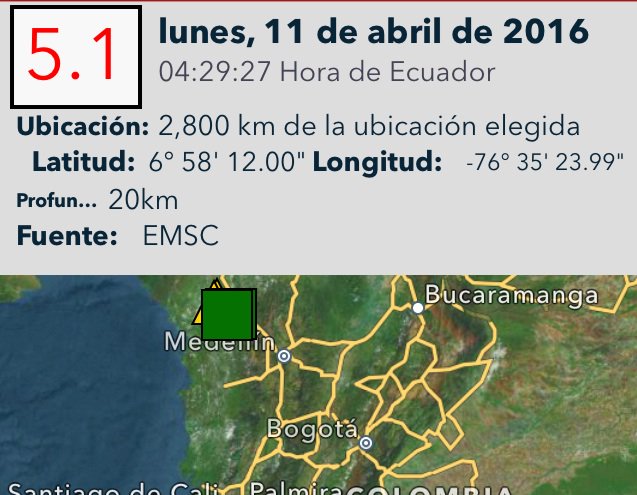 5.1
lunes, 11 de abril de 2016
04:29:27 Hora de Ecuador
Ubicación: 2,800 km de la ubicación elegida
Latitud: 6° 58' 12.00" Longitud: -76° 35' 23.99"
Profun... 20km
Fuente: EMSC
Bucaramanga
Medellín
Bogotá
Santiago de Cali Palmira COLOMBIA